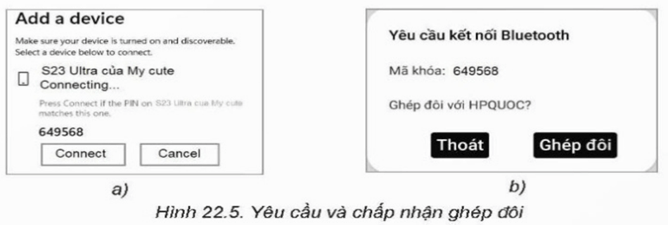 Add a device
Make sure your device is turned on and discoverable.
Select a device below to connect.
S23 Ultra của My cute
Connecting...
Press Connect if the PIN on S23 Ultra của My cute
matches this one.
649568
Connect
Cancel
a)
Yêu cầu kết nối Bluetooth
Mã khóa: 649568
Ghép đôi với HPQUOC?
Thoát
Ghép đôi
b)
Hình 22.5. Yêu cầu và chấp nhận ghép đôi